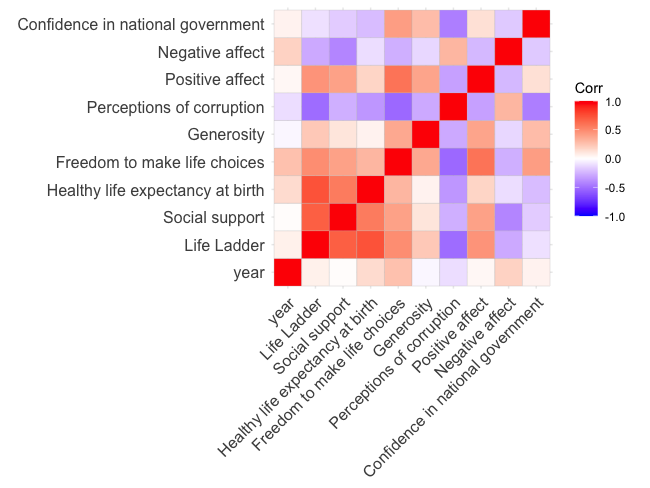 Confidence in national government
Negative affect
Positive affect
Perceptions of corruption
Generosity
Freedom to make life choices
Healthy life expectancy at birth
Social support
Life Ladder
year
year
Life Ladder
Social support
Healthy life expectancy at birth
Freedom to make life choices
Generosity
Perceptions of corruption
Positive affect
Negative affect
Confidence in national government
Corr
1.0
0.5
0.0
-0.5
-1.0